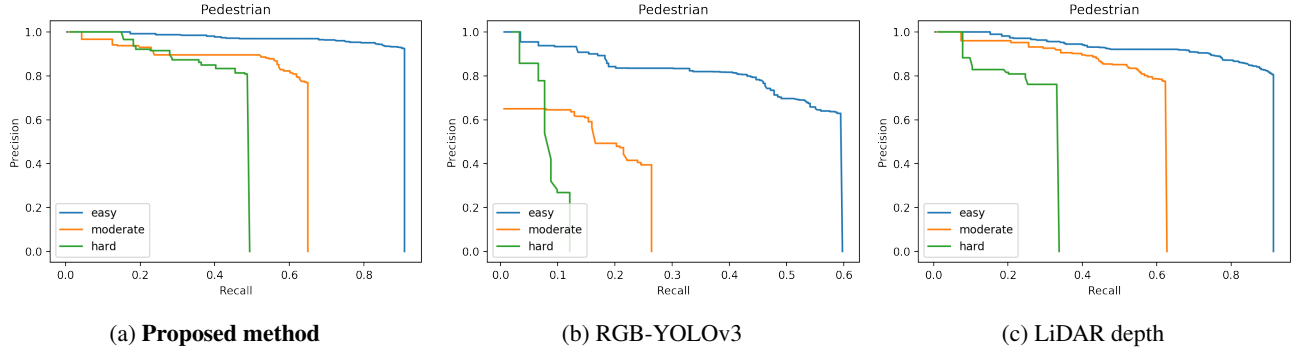 Pedestrian
Precision
1.0
0.8
0.6
0.4
0.2
0.0
easy
moderate
hard
0.0 0.2 0.4 0.6 0.8
Recall
(a) Proposed method
Pedestrian
Precision
1.0
0.8
0.6
0.4
0.2
0.0
easy
moderate
hard
0.0 0.1 0.2 0.3 0.4 0.5 0.6
Recall
(b) RGB-YOLOv3
Pedestrian
Precision
1.0
0.8
0.6
0.4
0.2
0.0
easy
moderate
hard
0.0 0.2 0.4 0.6 0.8
Recall
(c) LiDAR depth